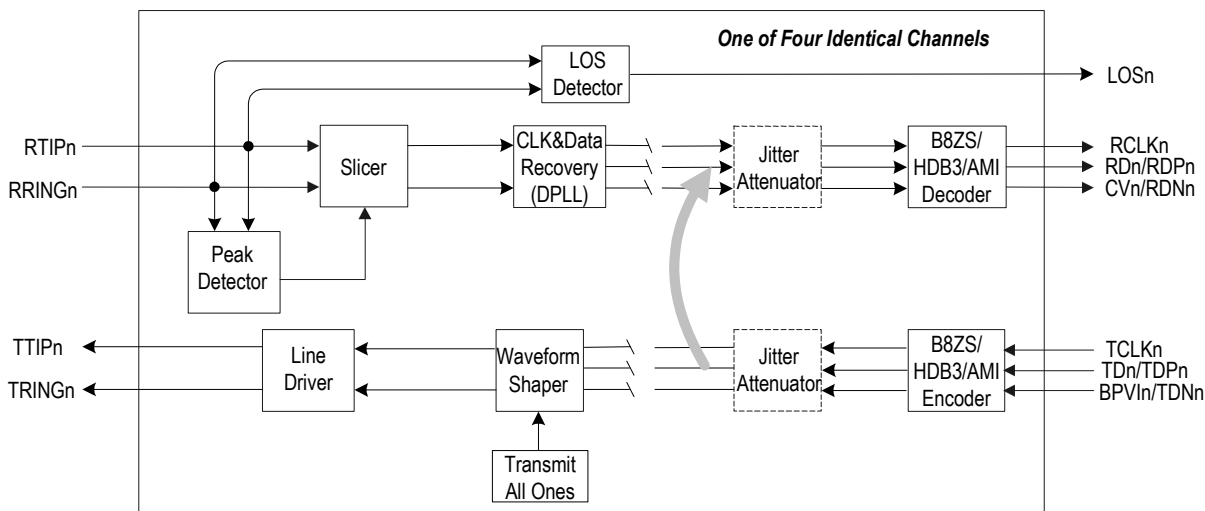 One of Four Identical Channels
LOS
Detector
LOSn
RTIPn
RRINGn
Slicer
CLK&Data
Recovery
(DPLL)
Jitter
Attenuator
B8ZS/
HDB3/AMI
Decoder
RCLKn
RDn/RDPn
CVn/RDNn
Peak
Detector
TTIPn
TRINGn
Line
Driver
Waveform
Shaper
Jitter
Attenuator
B8ZS/
HDB3/AMI
Encoder
TCLKn
TDn/TDPn
BPVIn/TDNn
Transmit
All Ones